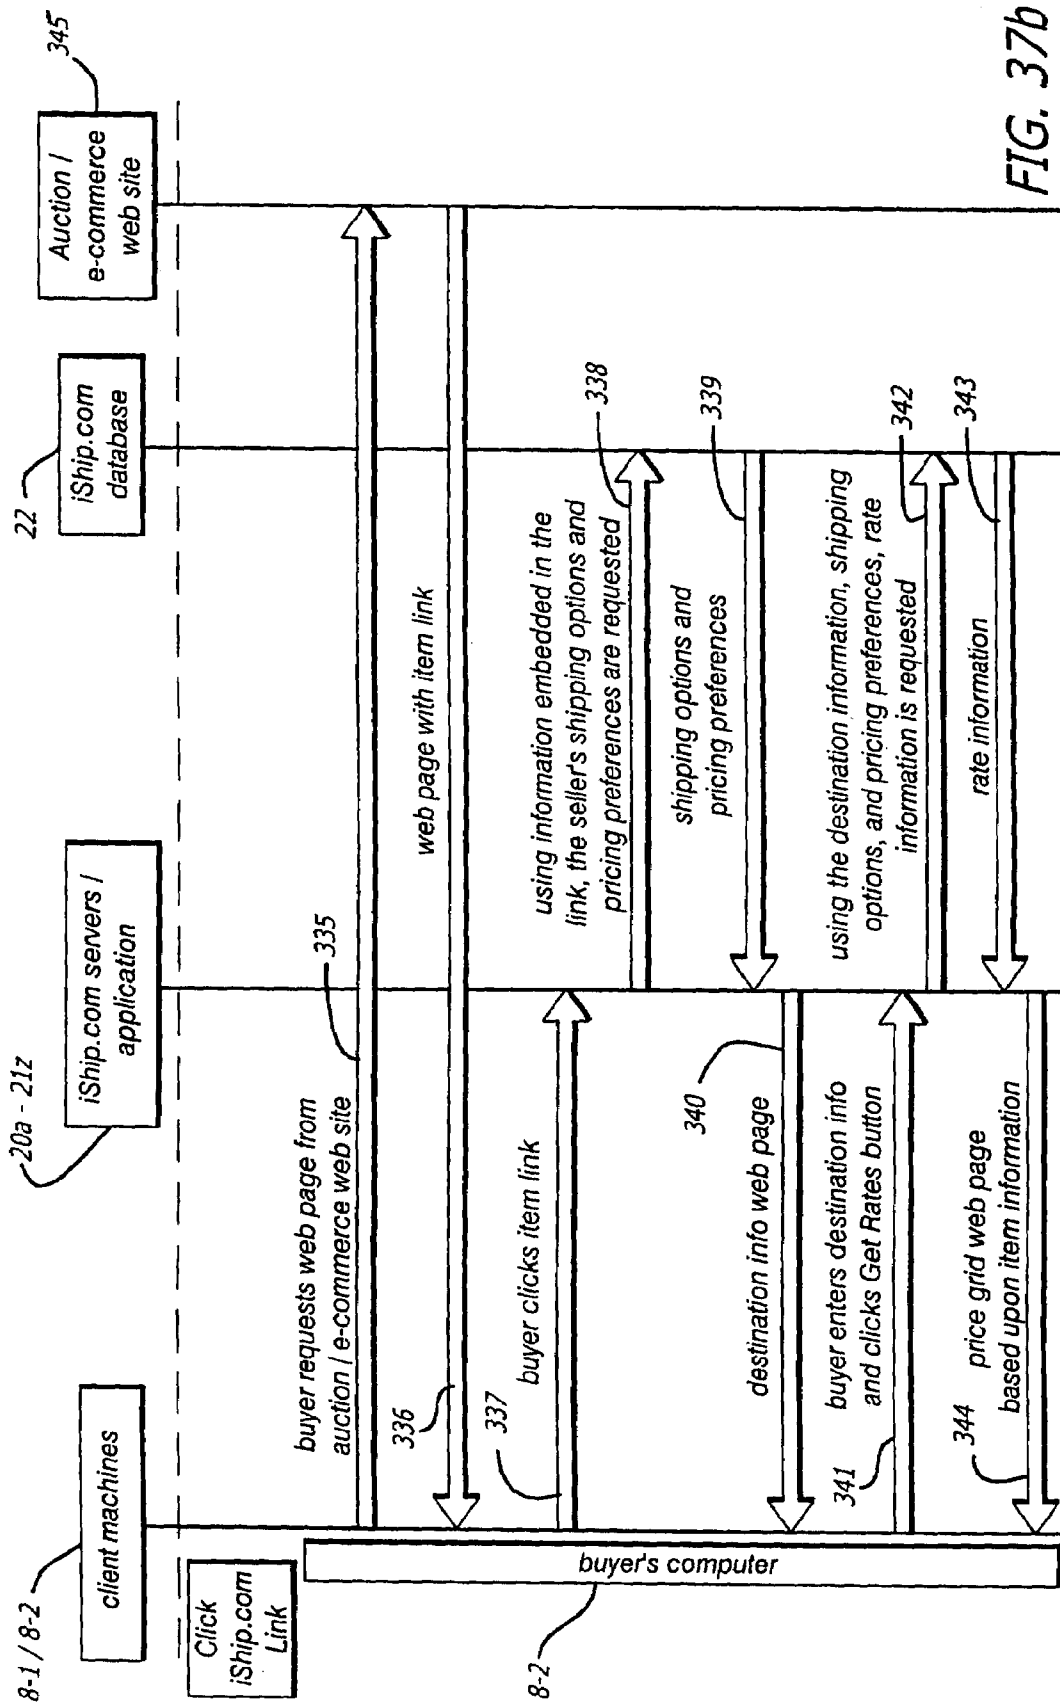 8-1 / 8-2
client machines
20a - 21z
iShip.com servers /
application
22
iShip.com
database
345
Auction /
e-commerce
web site
Click
iShip.com
Link
8-2
buyer's computer
buyer requests web page from
auction / e-commerce web site
335
336
web page with item link
337
buyer clicks item link
using information embedded in the
link, the seller's shipping options and
pricing preferences are requested
338
shipping options and
pricing preferences
339
340
destination info web page
341
buyer enters destination info
and clicks Get Rates button
using the destination information, shipping
options, and pricing preferences, rate
information is requested
342
rate information
343
344
price grid web page
based upon item information
FIG. 37b